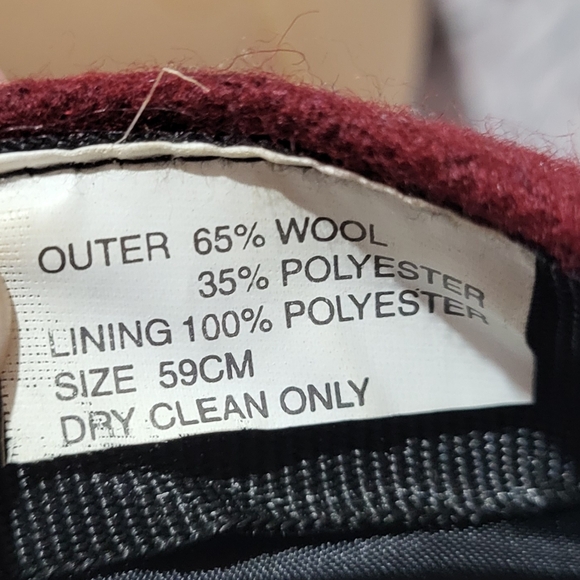 OUTER 65% WOOL
35% POLYESTER
LINING 100% POLYESTER
SIZE 59CM
DRY CLEAN ONLY